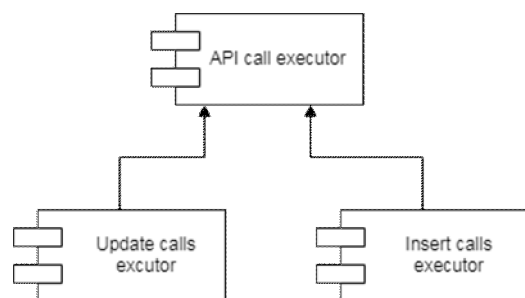 API call executor
Update calls
excutor
Insert calls
executor